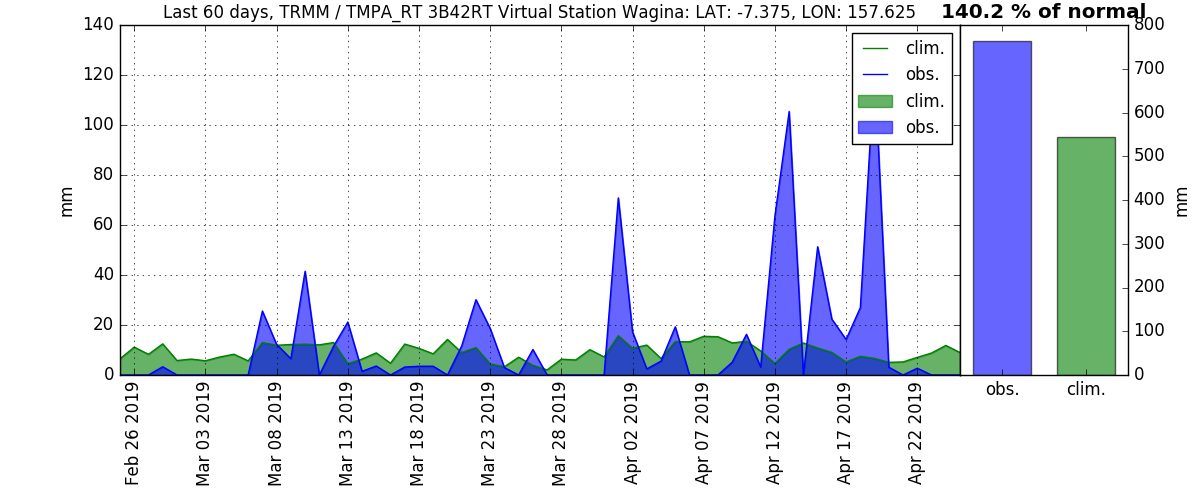 Last 60 days, TRMM / TMPA_RT 3B42RT Virtual Station Wagina: LAT: -7.375, LON: 157.625
140.2 % of normal
140
120
100
80
60
40
20
0
mm
clim.
obs.
clim.
obs.
Feb 26 2019
Mar 03 2019
Mar 08 2019
Mar 13 2019
Mar 18 2019
Mar 23 2019
Mar 28 2019
Apr 02 2019
Apr 07 2019
Apr 12 2019
Apr 17 2019
Apr 22 2019
800
700
600
500
400
300
200
100
0
mm
obs.
clim.